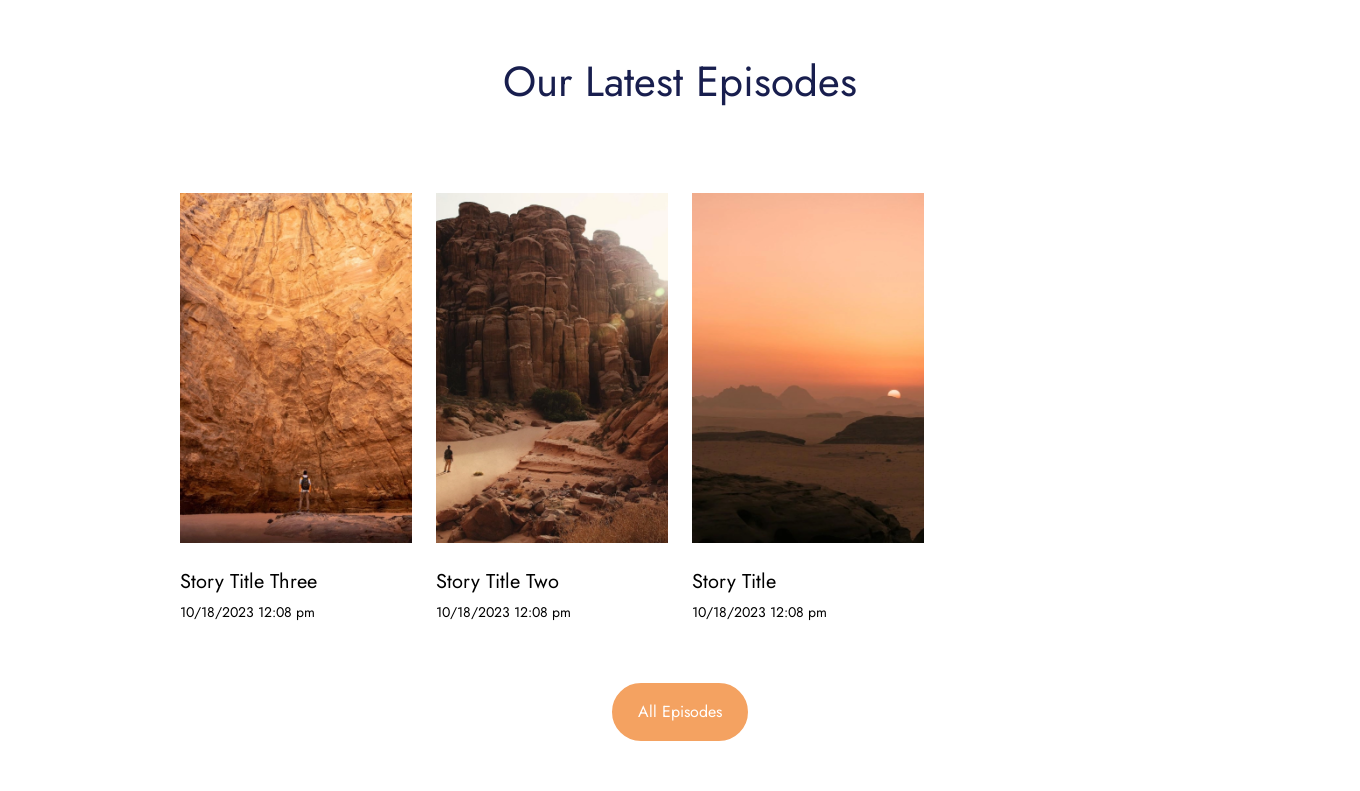 Our Latest Episodes
Story Title Three
10/18/2023 12:08 pm
Story Title Two
10/18/2023 12:08 pm
Story Title
10/18/2023 12:08 pm
All Episodes